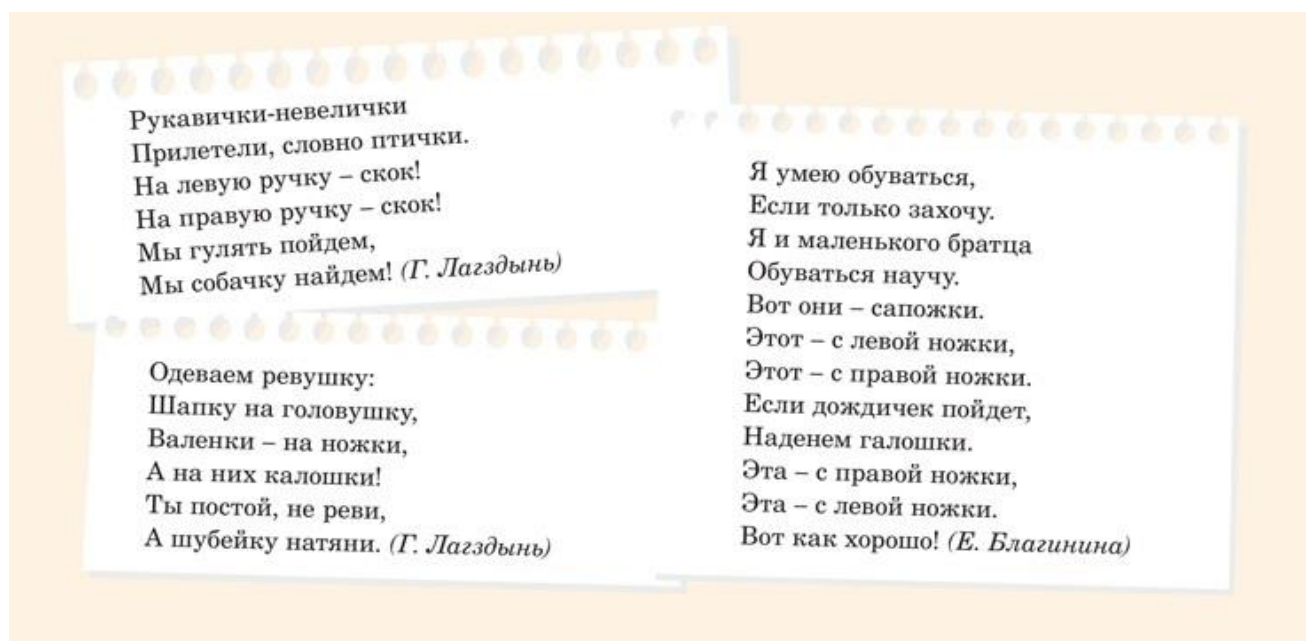 Рукавички-невелички
Прилетели, словно птички.
На левую ручку – скок!
На правую ручку – скок!
Мы гулять пойдем,
Мы собачку найдем! (Г. Лагздынь)
Одеваем ревушку:
Шапку на головушку,
Валенки – на ножки,
А на них калошки!
Ты постой, не реви,
А шубейку натяни. (Г. Лагздынь)
Я умею обуваться,
Если только захочу.
Я и маленького братца
Обуваться научу.
Вот они – сапожки.
Этот – с левой ножки,
Этот – с правой ножки.
Если дождичек пойдет,
Наденем галошки.
Эта – с правой ножки,
Эта – с левой ножки.
Вот как хорошо! (Е. Благинина)